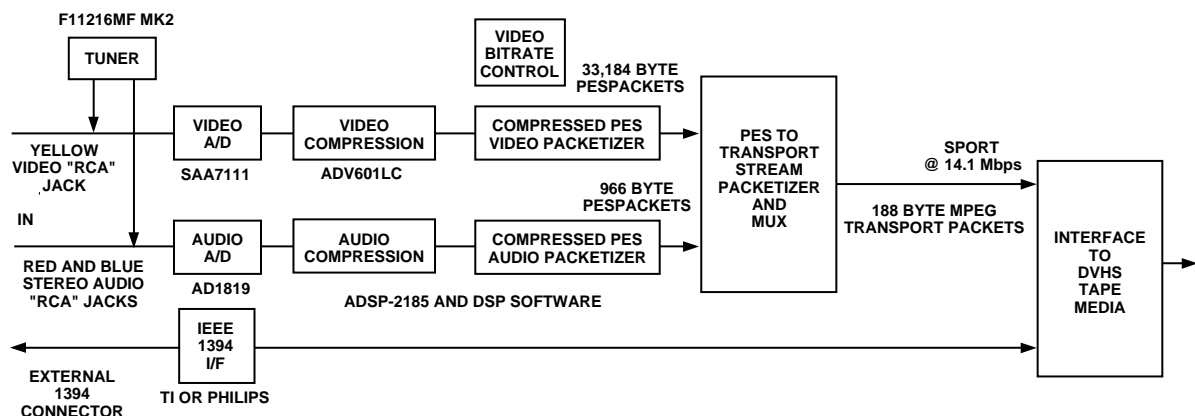 F11216MF MK2
TUNER
VIDEO
BITRATE
CONTROL
33,184 BYTE
PESPACKETS
VIDEO
A/D
VIDEO
COMPRESSION
COMPRESSED PES
VIDEO PACKETIZER
PES TO
TRANSPORT
STREAM
PACKETIZER
AND
MUX
YELLOW
VIDEO "RCA"
JACK
SAA7111
ADV601LC
SPORT
@ 14.1 Mbps
966 BYTE
PESPACKETS
188 BYTE MPEG
TRANSPORT PACKETS
IN
AUDIO
A/D
AUDIO
COMPRESSION
COMPRESSED PES
AUDIO PACKETIZER
INTERFACE
TO
DVHS
TAPE
MEDIA
RED AND BLUE
STEREO AUDIO
"RCA" JACKS
AD1819
ADSP-2185 AND DSP SOFTWARE
IEEE
1394
I/F
EXTERNAL
1394
CONNECTOR
TI OR PHILIPS